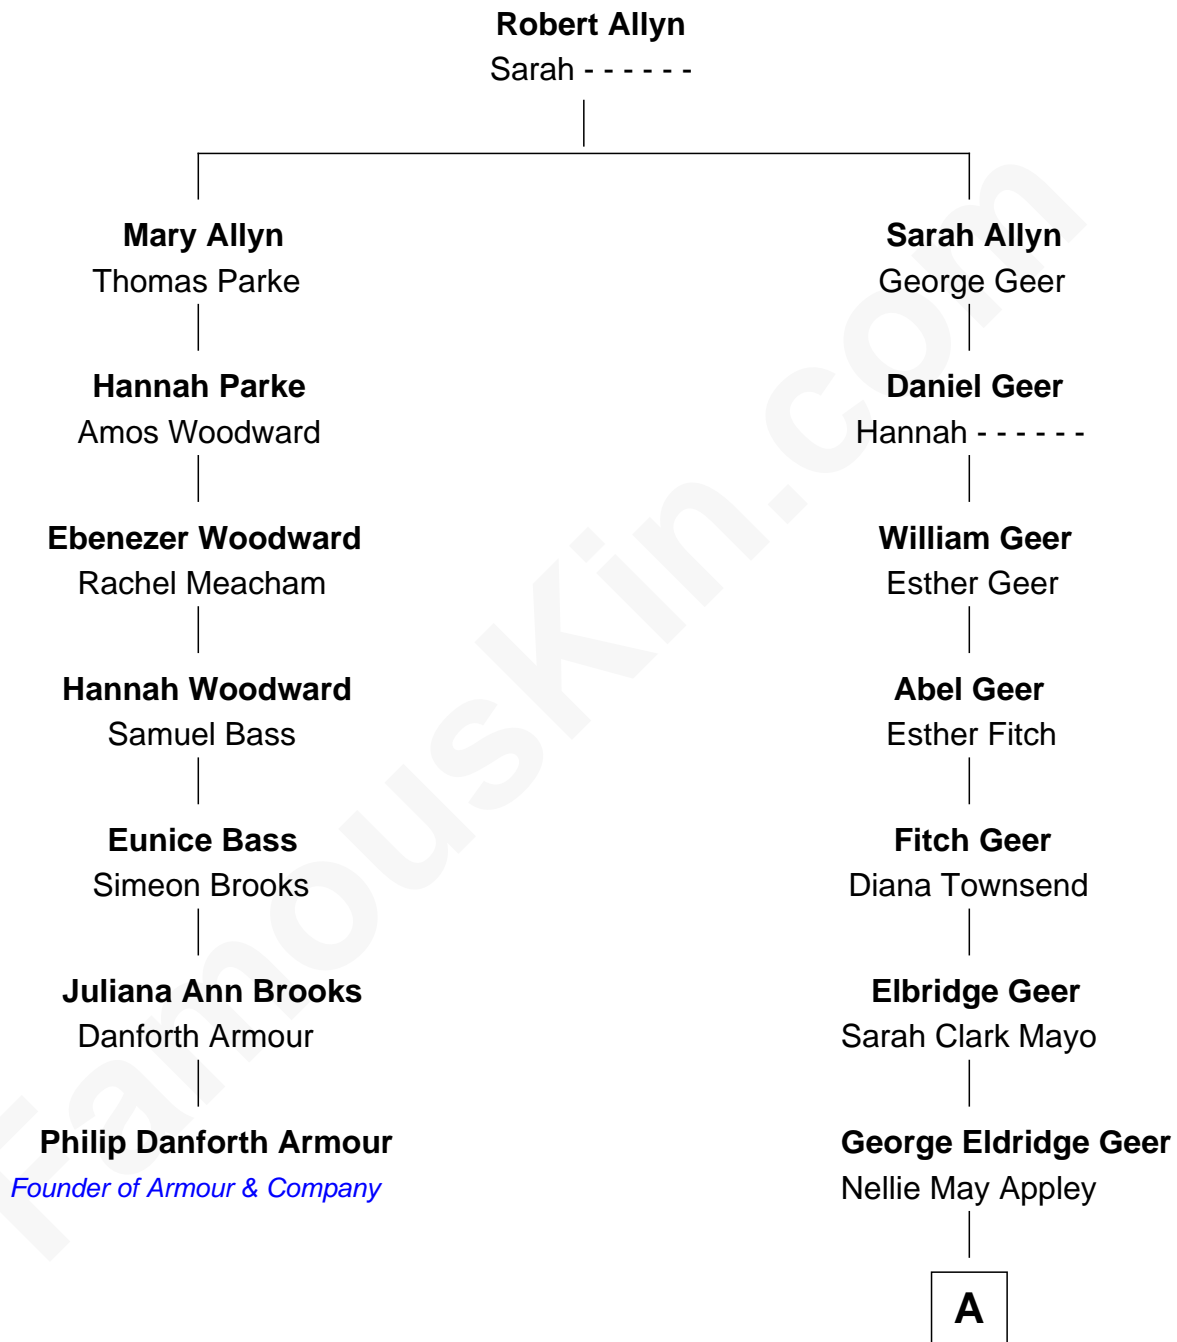 Robert Allyn
Sarah - - - - - -
Mary Allyn
Thomas Parke
Sarah Allyn
George Geer
Hannah Parke
Amos Woodward
Daniel Geer
Hannah - - - - - -
Ebenezer Woodward
Rachel Meacham
William Geer
Esther Geer
Hannah Woodward
Samuel Bass
Abel Geer
Esther Fitch
Eunice Bass
Simeon Brooks
Fitch Geer
Diana Townsend
Juliana Ann Brooks
Danforth Armour
Elbridge Geer
Sarah Clark Mayo
Philip Danforth Armour
Founder of Armour & Company
George Eldridge Geer
Nellie May Appley
A
FamousKin.com